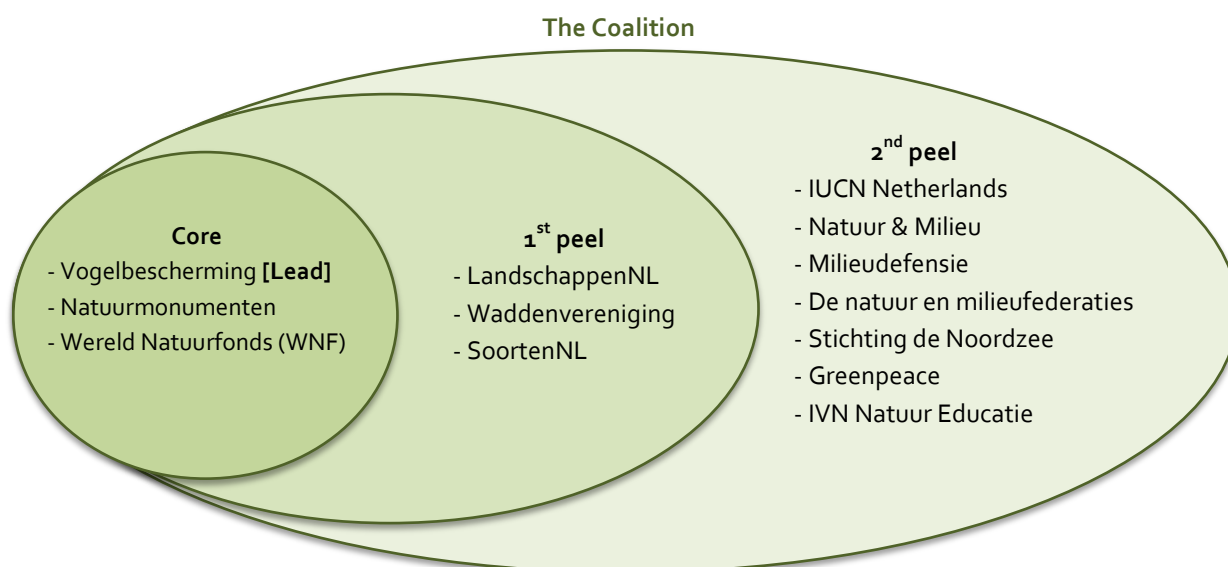 The Coalition
Core
- Vogelbescherming [Lead]
- Natuurmonumenten
- Wereld Natuurfonds (WNF)
1st peel
- LandschappenNL
- Waddenvereniging
- SoortenNL
2nd peel
- IUCN Netherlands
- Natuur & Milieu
- Milieudefensie
- De natuur en milieufederaties
- Stichting de Noordzee
- Greenpeace
- IVN Natuur Educatie